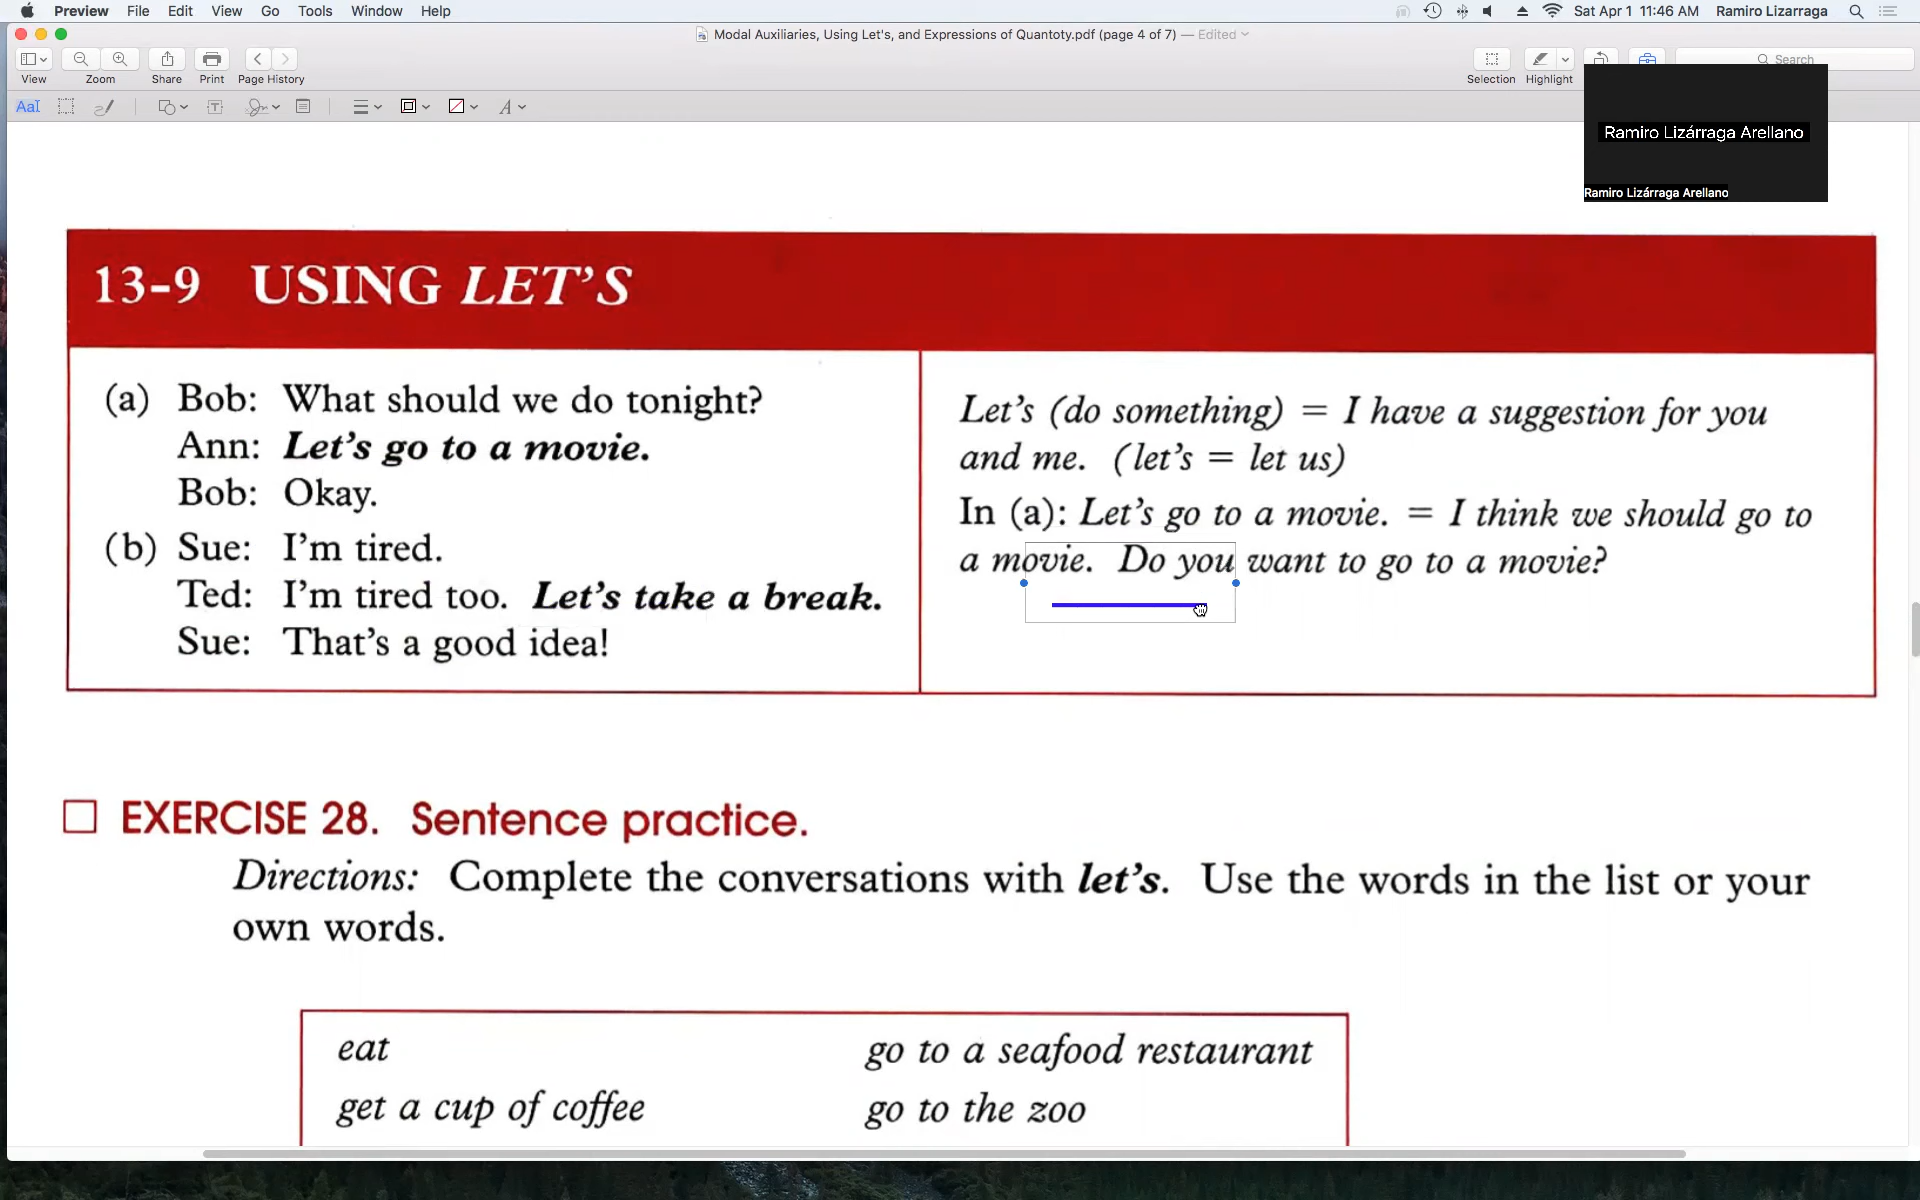 Preview File Edit View Go Tools Window Help Sat Apr 1 11:46 AM Ramiro Lizarraga
Modal Auxiliaries, Using Let's, and Expressions of Quantoty.pdf (page 4 of 7) — Edited
View Zoom Share Print Page History Selection Highlight Search
AaI T A
Ramiro Lizárraga Arellano
Ramiro Lizárraga Arellano
13-9 USING LET'S
(a) Bob: What should we do tonight?
Ann: Let's go to a movie.
Bob: Okay.
(b) Sue: I'm tired.
Ted: I'm tired too. Let's take a break.
Sue: That's a good idea!
Let's (do something) = I have a suggestion for you
and me. (let's = let us)
In (a): Let's go to a movie. = I think we should go to
a movie. Do you want to go to a movie?
EXERCISE 28. Sentence practice.
Directions: Complete the conversations with let's. Use the words in the list or your
own words.
eat go to a seafood restaurant
get a cup of coffee go to the zoo